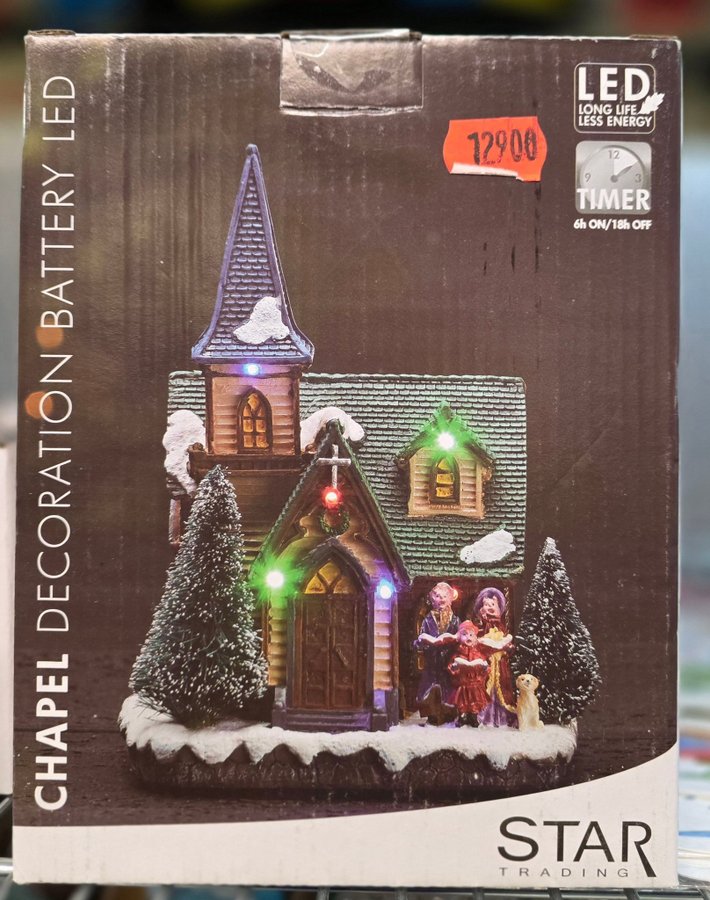 CHAPEL DECORATION BATTERY LED
LED
LONG LIFE
LESS ENERGY
12900
12
9
3
TIMER
6h ON/18h OFF
STAR
TRADING